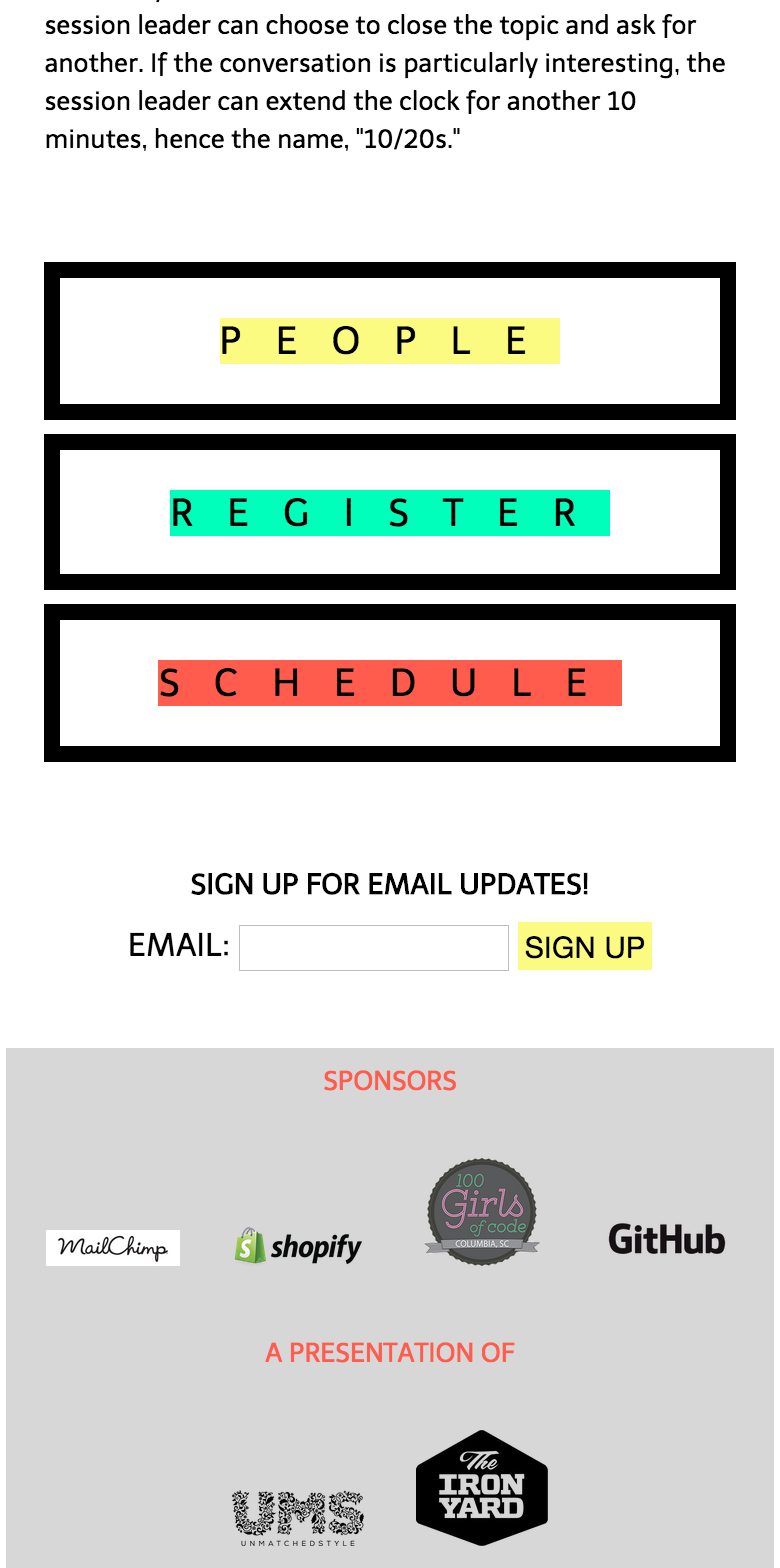 session leader can choose to close the topic and ask for
another. If the conversation is particularly interesting, the
session leader can extend the clock for another 10
minutes, hence the name, "10/20s."
PEOPLE
REGISTER
SCHEDULE
SIGN UP FOR EMAIL UPDATES!
EMAIL: SIGN UP
SPONSORS
MailChimp
shopify
100
Girls
of code
COLUMBIA, SC
GitHub
A PRESENTATION OF
UMS
UNMATCHEDSTYLE
The
IRON
YARD